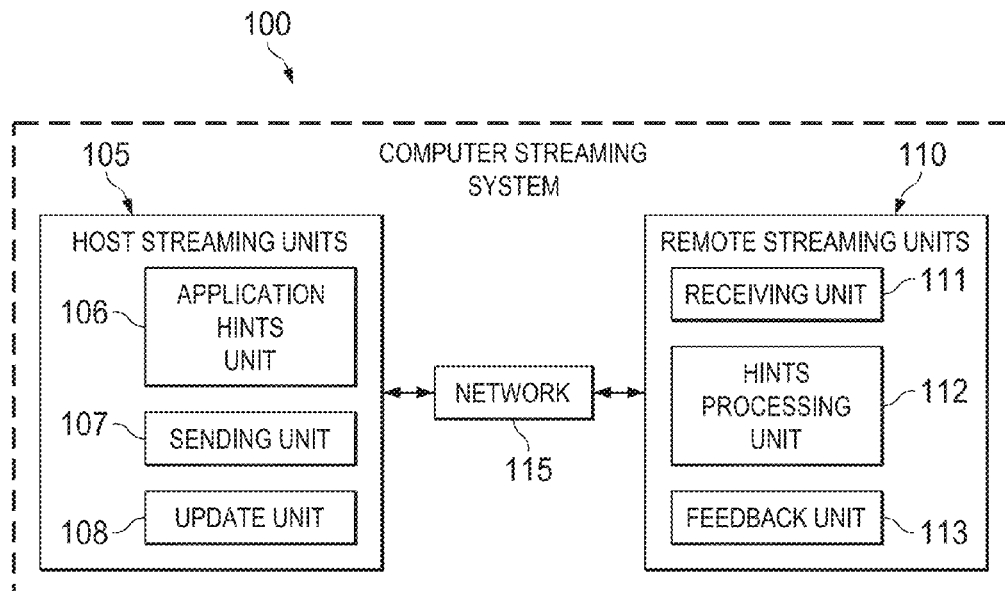 100
COMPUTER STREAMING
SYSTEM
105
HOST STREAMING UNITS
106
APPLICATION
HINTS
UNIT
107
SENDING UNIT
108
UPDATE UNIT
NETWORK
115
110
REMOTE STREAMING UNITS
RECEIVING UNIT
111
HINTS
PROCESSING
UNIT
112
FEEDBACK UNIT
113